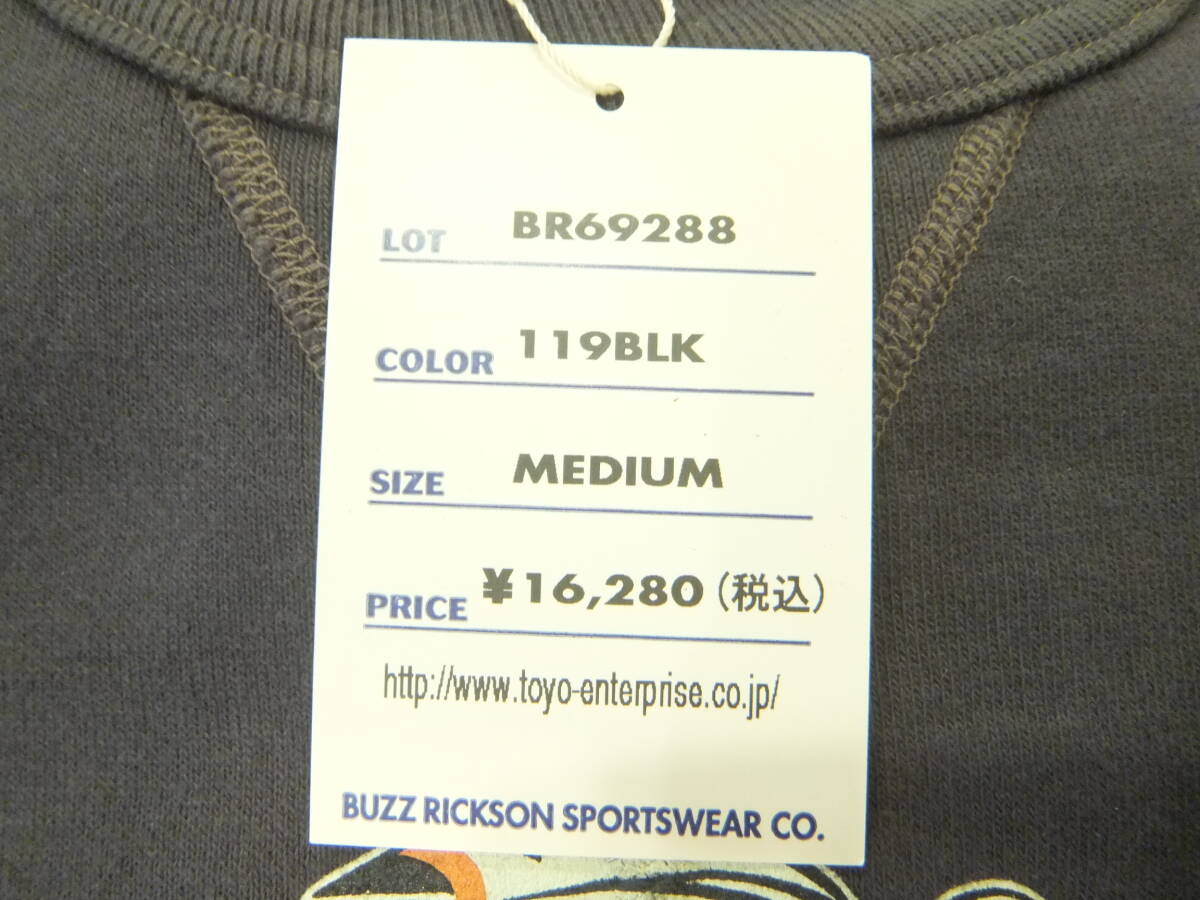 LOT BR69288
COLOR 119BLK
SIZE MEDIUM
PRICE ¥16,280(税込)
http://www.toyo-enterprise.co.jp/
BUZZ RICKSON SPORTSWEAR CO.